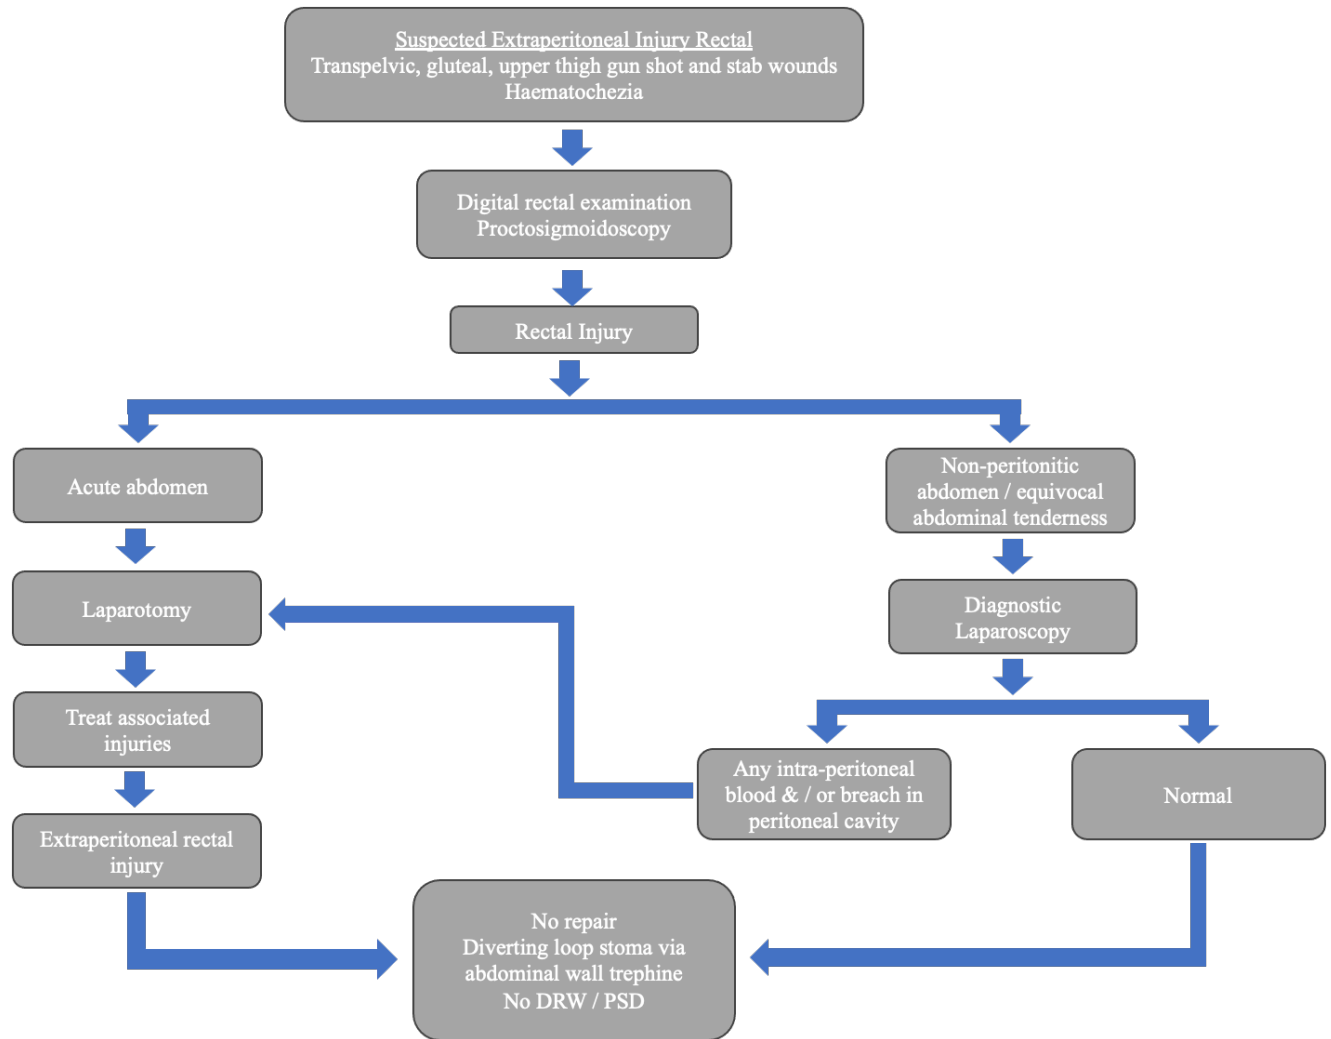 Suspected Extraperitoneal Injury Rectal
Transpelvic, gluteal, upper thigh gun shot and stab wounds
Haematochezia
Digital rectal examination
Proctosigmoidoscopy
Rectal Injury
Acute abdomen
Non-peritonitic
abdomen / equivocal
abdominal tenderness
Laparotomy
Diagnostic
Laparoscopy
Treat associated
injuries
Any intra-peritoneal
blood & / or breach in
peritoneal cavity
Normal
Extraperitoneal rectal
injury
No repair
Diverting loop stoma via
abdominal wall trephine
No DRW / PSD